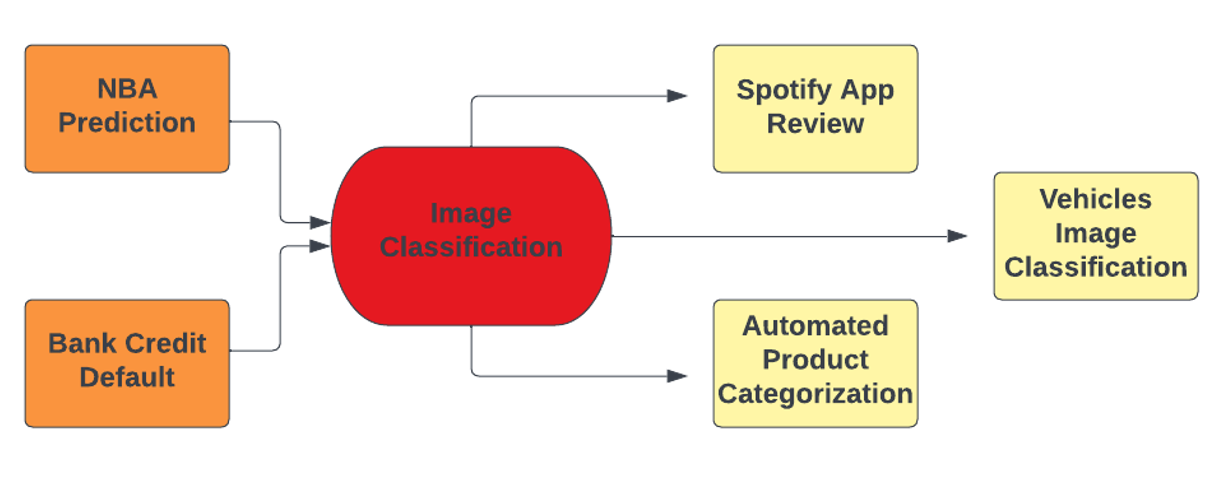 NBA
Prediction
Bank Credit
Default
Image
Classification
Spotify App
Review
Automated
Product
Categorization
Vehicles
Image
Classification